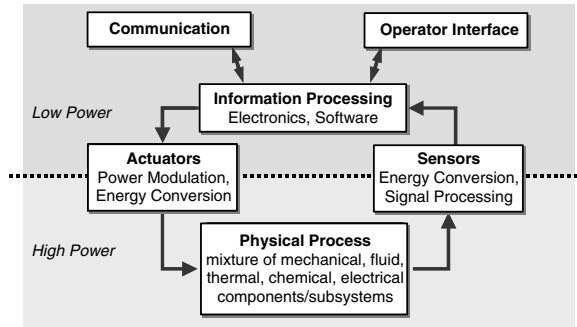 Communication
Operator Interface
Information Processing
Electronics, Software
Low Power
Actuators
Power Modulation,
Energy Conversion
Sensors
Energy Conversion,
Signal Processing
High Power
Physical Process
mixture of mechanical, fluid,
thermal, chemical, electrical
components/subsystems